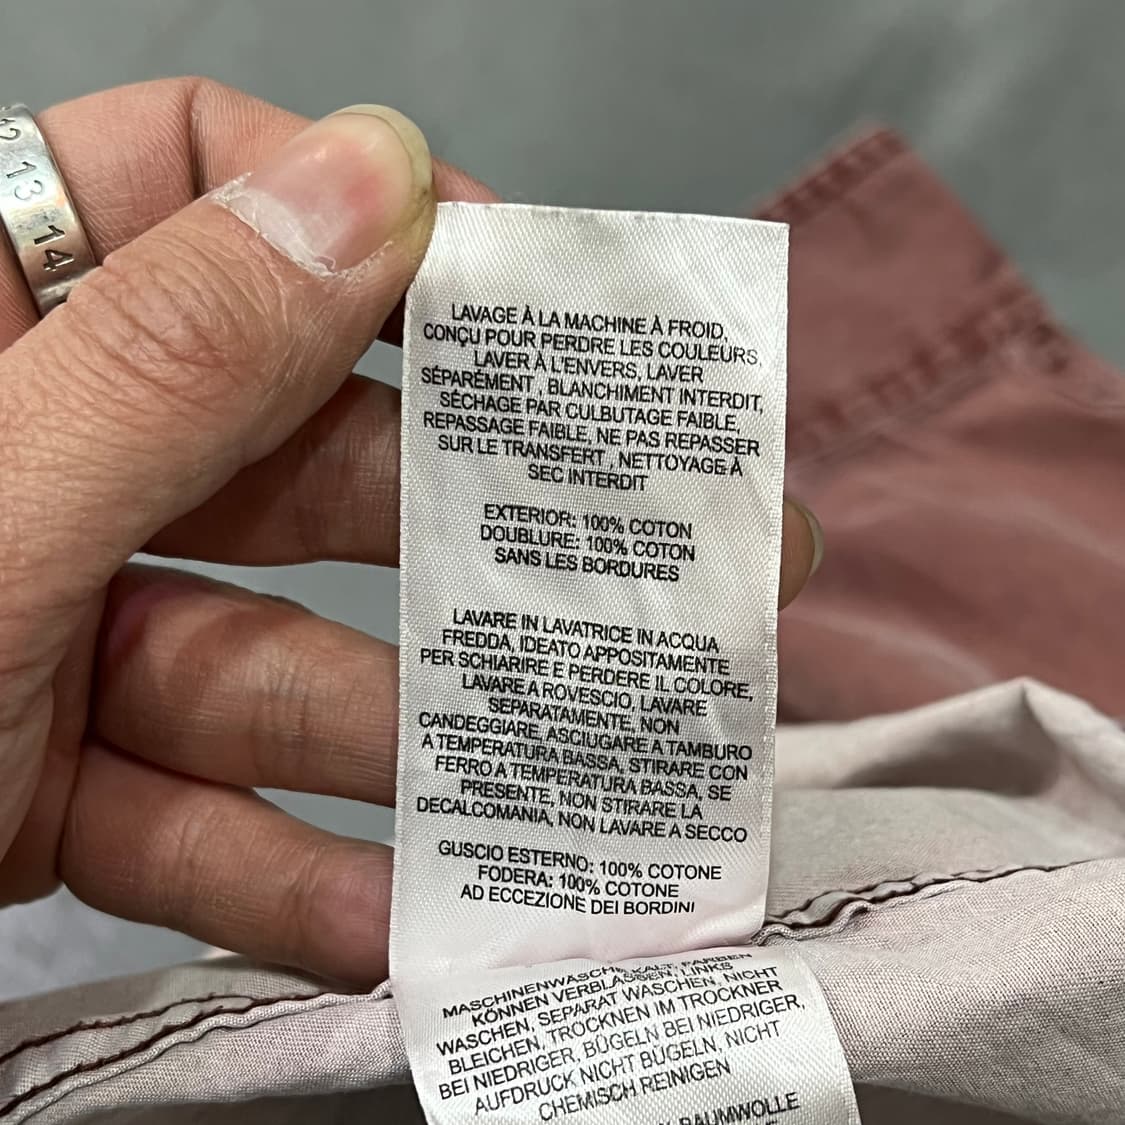 12 13 14
LAVAGE À LA MACHINE À FROID,
CONÇU POUR PERDRE LES COULEURS,
LAVER À L'ENVERS, LAVER
SÉPARÉMENT , BLANCHIMENT INTERDIT,
SÉCHAGE PAR CULBUTAGE FAIBLE,
REPASSAGE FAIBLE, NE PAS REPASSER
SUR LE TRANSFERT , NETTOYAGE À
SEC INTERDIT
EXTERIOR: 100% COTON
DOUBLURE: 100% COTON
SANS LES BORDURES
LAVARE IN LAVATRICE IN ACQUA
FREDDA, IDEATO APPOSITAMENTE
PER SCHIARIRE E PERDERE IL COLORE,
LAVARE A ROVESCIO, LAVARE
SEPARATAMENTE, NON
CANDEGGIARE, ASCIUGARE A TAMBURO
A TEMPERATURA BASSA, STIRARE CON
FERRO A TEMPERATURA BASSA, SE
PRESENTE, NON STIRARE LA
DECALCOMANIA, NON LAVARE A SECCO
GUSCIO ESTERNO: 100% COTONE
FODERA: 100% COTONE
AD ECCEZIONE DEI BORDINI
MASCHINENWÄSCHE KALT, FARBEN
KÖNNEN VERBLASSEN, LINKS
WASCHEN, SEPARAT WASCHEN, NICHT
BLEICHEN, TROCKNEN IM TROCKNER
BEI NIEDRIGER, BÜGELN BEI NIEDRIGER,
AUFDRUCK NICHT BÜGELN, NICHT
CHEMISCH REINIGEN
BAUMWOLLE